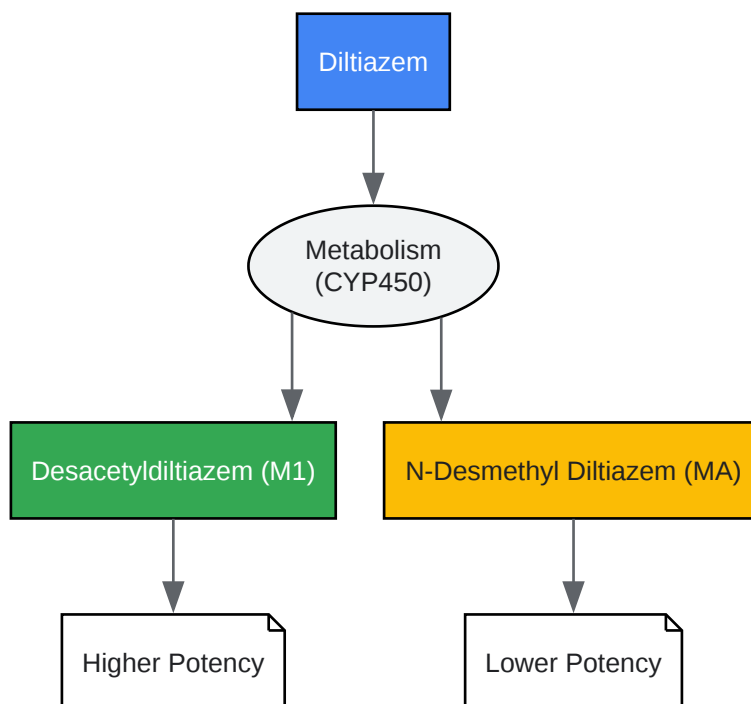 Diltiazem
Metabolism
(CYP450)
Desacetyldiltiazem (M1)
N-Desmethyl Diltiazem (MA)
Higher Potency
Lower Potency